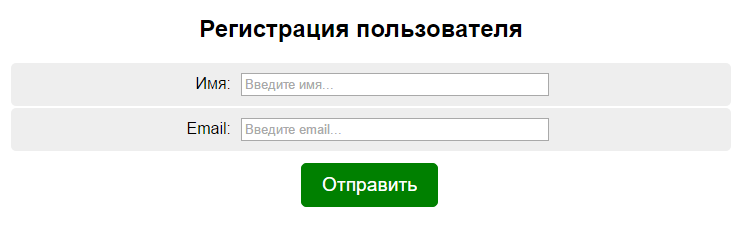 Регистрация пользователя
Имя: Введите имя...
Email: Введите email...
Отправить